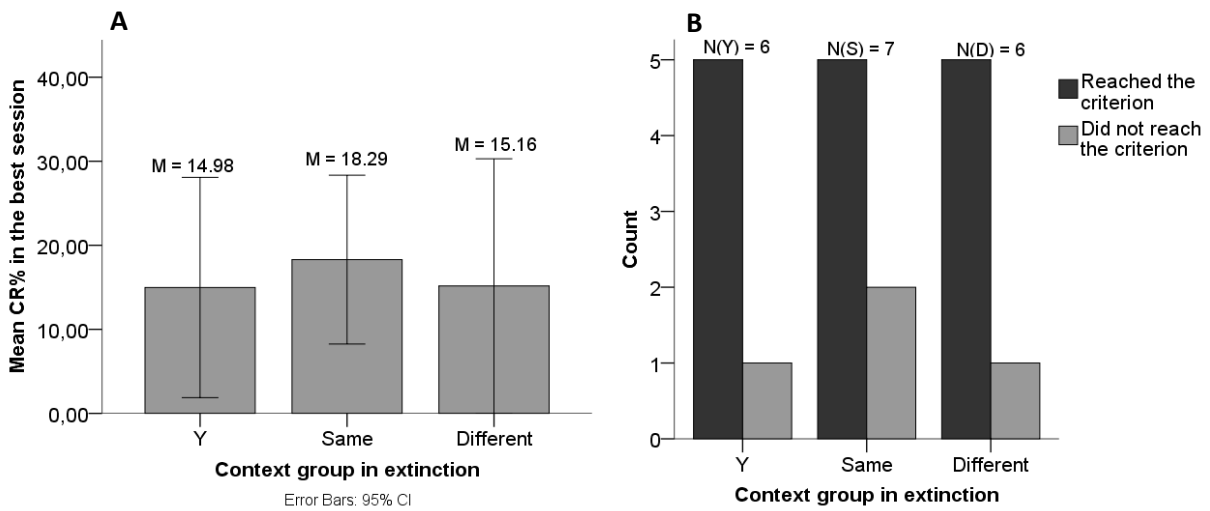 A
Mean CR% in the best session
40,00
30,00
20,00
10,00
0,00
M = 14.98
M = 18.29
M = 15.16
Y
Same
Different
Context group in extinction
Error Bars: 95% CI
B
Count
5
4
3
2
1
0
N(Y) = 6
N(S) = 7
N(D) = 6
Y
Same
Different
Context group in extinction
Reached the
criterion
Did not reach
the criterion